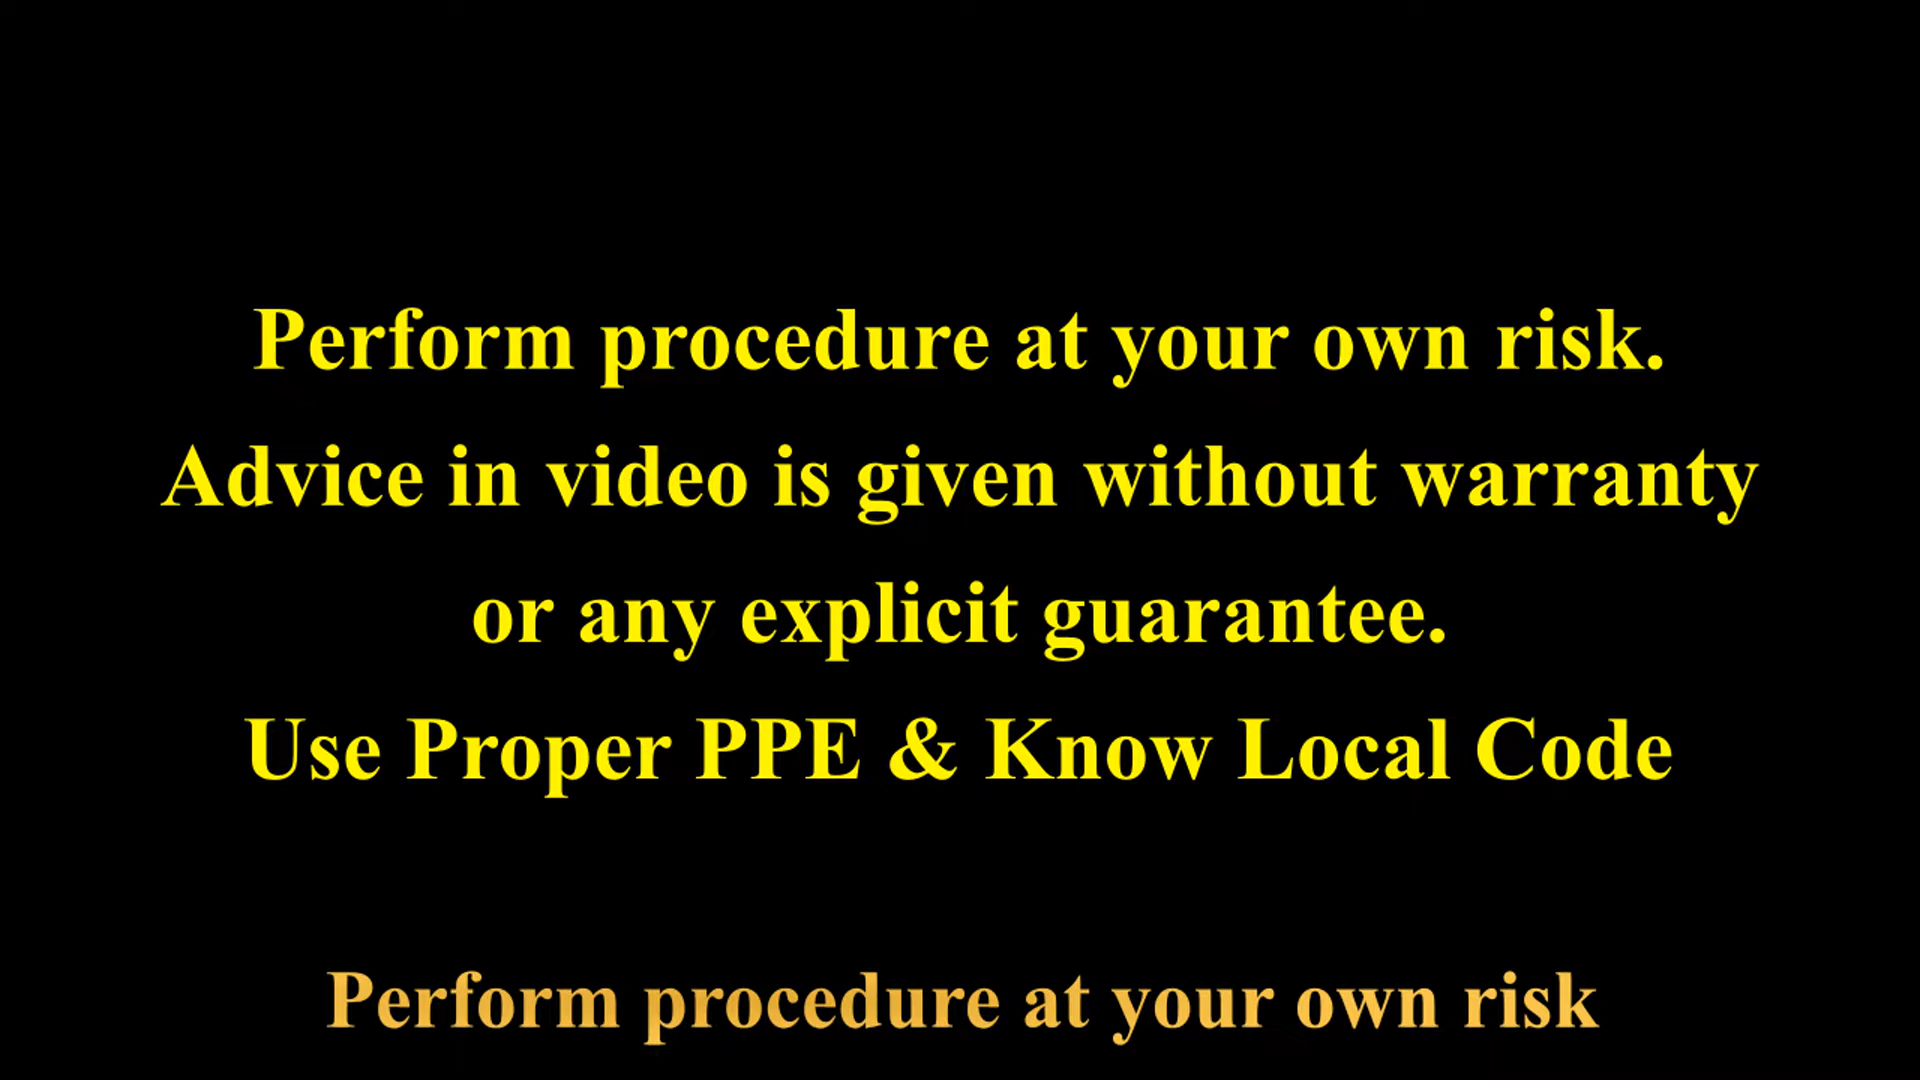 Perform procedure at your own risk.
Advice in video is given without warranty
or any explicit guarantee.
Use Proper PPE & Know Local Code
Perform procedure at your own risk